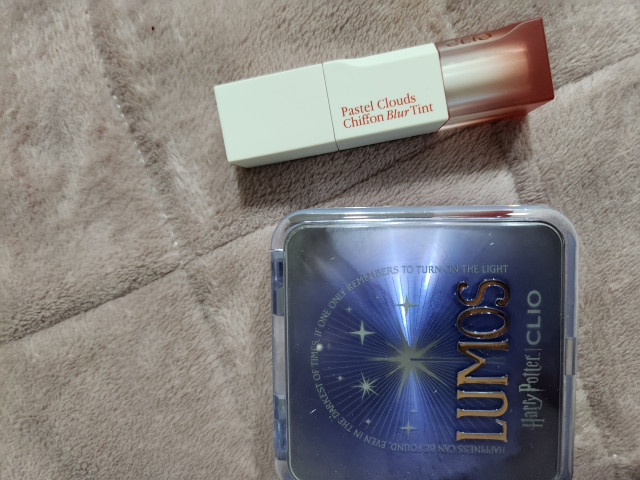 CLIO
Pastel Clouds
Chiffon Blur Tint
HAPPINESS CAN BE FOUND, EVEN IN THE DARKEST OF TIMES, IF ONE ONLY REMEMBERS TO TURN ON THE LIGHT
LUMOS
Harry Potter | CLIO